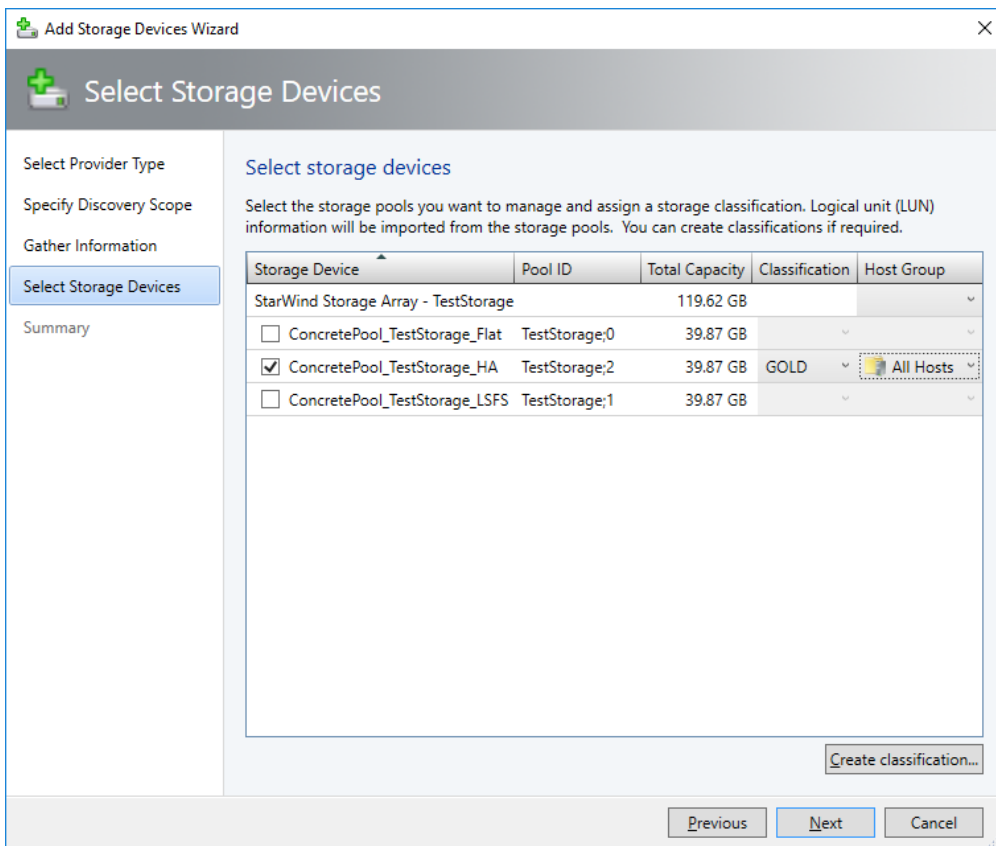 Add Storage Devices Wizard
Select Storage Devices
Select Provider Type
Specify Discovery Scope
Gather Information
Select Storage Devices
Summary
Select storage devices
Select the storage pools you want to manage and assign a storage classification. Logical unit (LUN)
information will be imported from the storage pools. You can create classifications if required.
Storage Device Pool ID Total Capacity Classification Host Group
StarWind Storage Array - TestStorage 119.62 GB
ConcretePool_TestStorage_Flat TestStorage;0 39.87 GB
ConcretePool_TestStorage_HA TestStorage;2 39.87 GB GOLD All Hosts
ConcretePool_TestStorage_LSFS TestStorage;1 39.87 GB
Create classification...
Previous Next Cancel